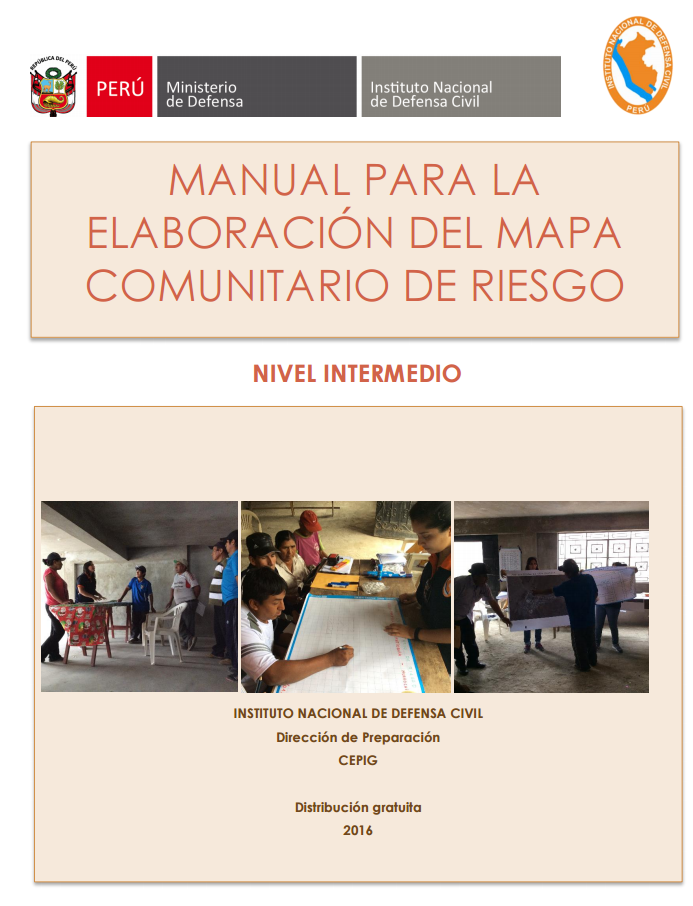 REPÚBLICA DEL PERÚ
PERÚ
Ministerio
de Defensa
Instituto Nacional
de Defensa Civil
INSTITUTO NACIONAL DE DEFENSA CIVIL
PERÚ
MANUAL PARA LA
ELABORACIÓN DEL MAPA
COMUNITARIO DE RIESGO
NIVEL INTERMEDIO
INSTITUTO NACIONAL DE DEFENSA CIVIL
Dirección de Preparación
CEPIG
Distribución gratuita
2016